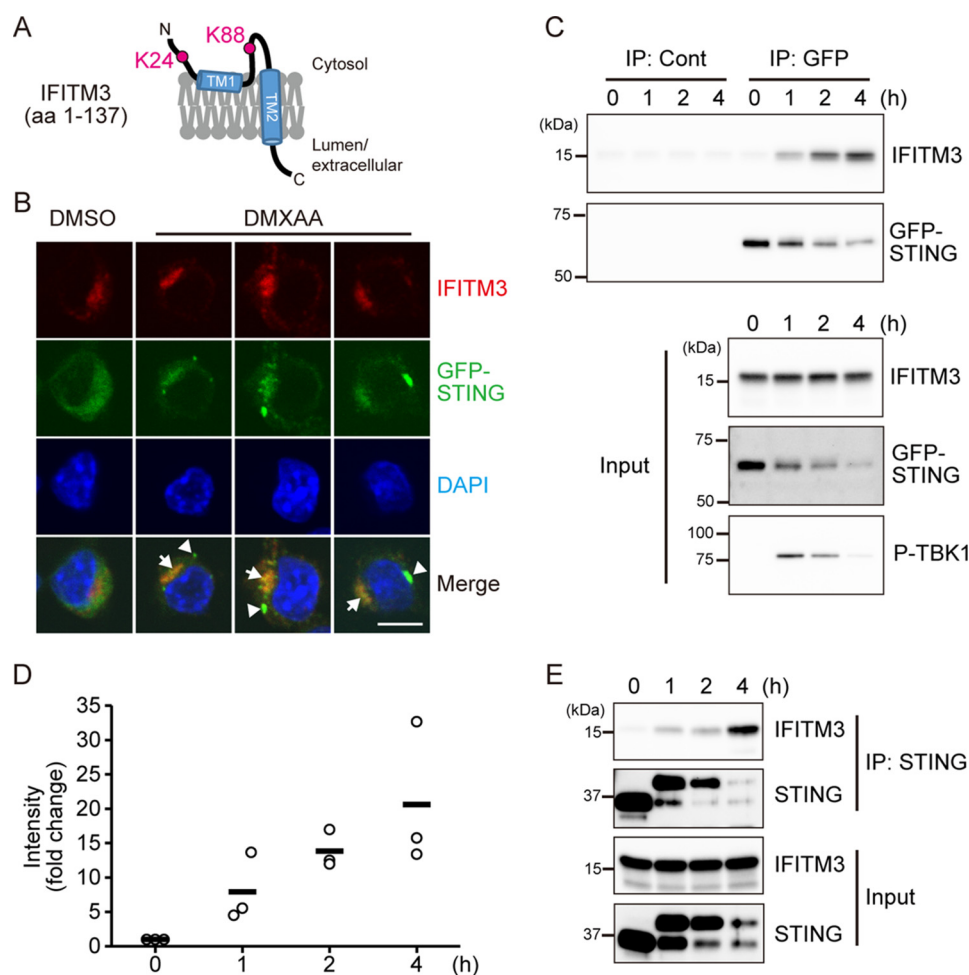 A
N
K24
K88
Cytosol
TM1
TM2
IFITM3
(aa 1-137)
Lumen/
extracellular
C
B
DMSO
DMXAA
IFITM3
GFP-
STING
DAPI
Merge
C
IP: Cont
IP: GFP
0 1 2 4 0 1 2 4 (h)
(kDa)
15
IFITM3
75
GFP-
STING
50
0 1 2 4 (h)
(kDa)
15
IFITM3
Input
75
GFP-
STING
50
100
75
P-TBK1
D
Intensity
(fold change)
35
30
25
20
15
10
5
0
0 1 2 4 (h)
E
0 1 2 4 (h)
(kDa)
15
IFITM3
IP: STING
37
STING
15
IFITM3
Input
37
STING